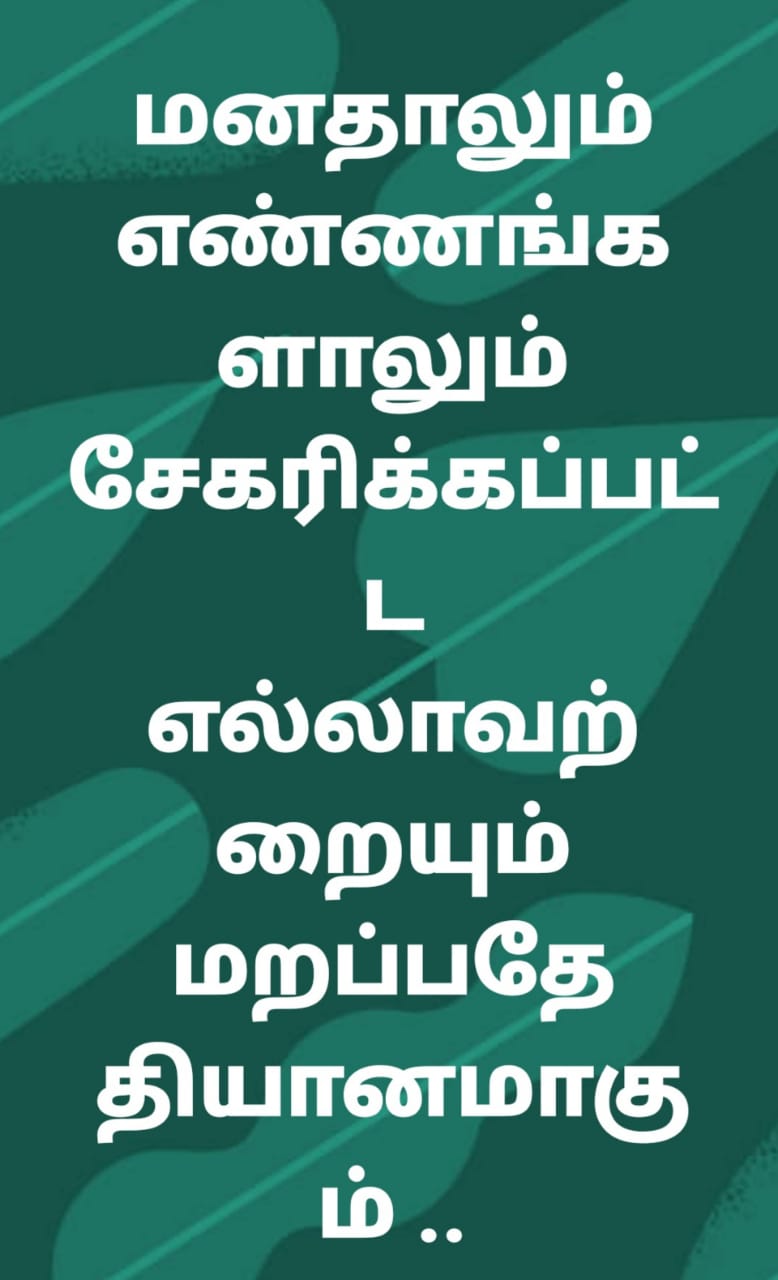 மனதாலும்
எண்ணங்க
ளாலும்
சேகரிக்கப்பட்
ட
எல்லாவற்
றையும்
மறப்பதே
தியானமாகு
ம் ..